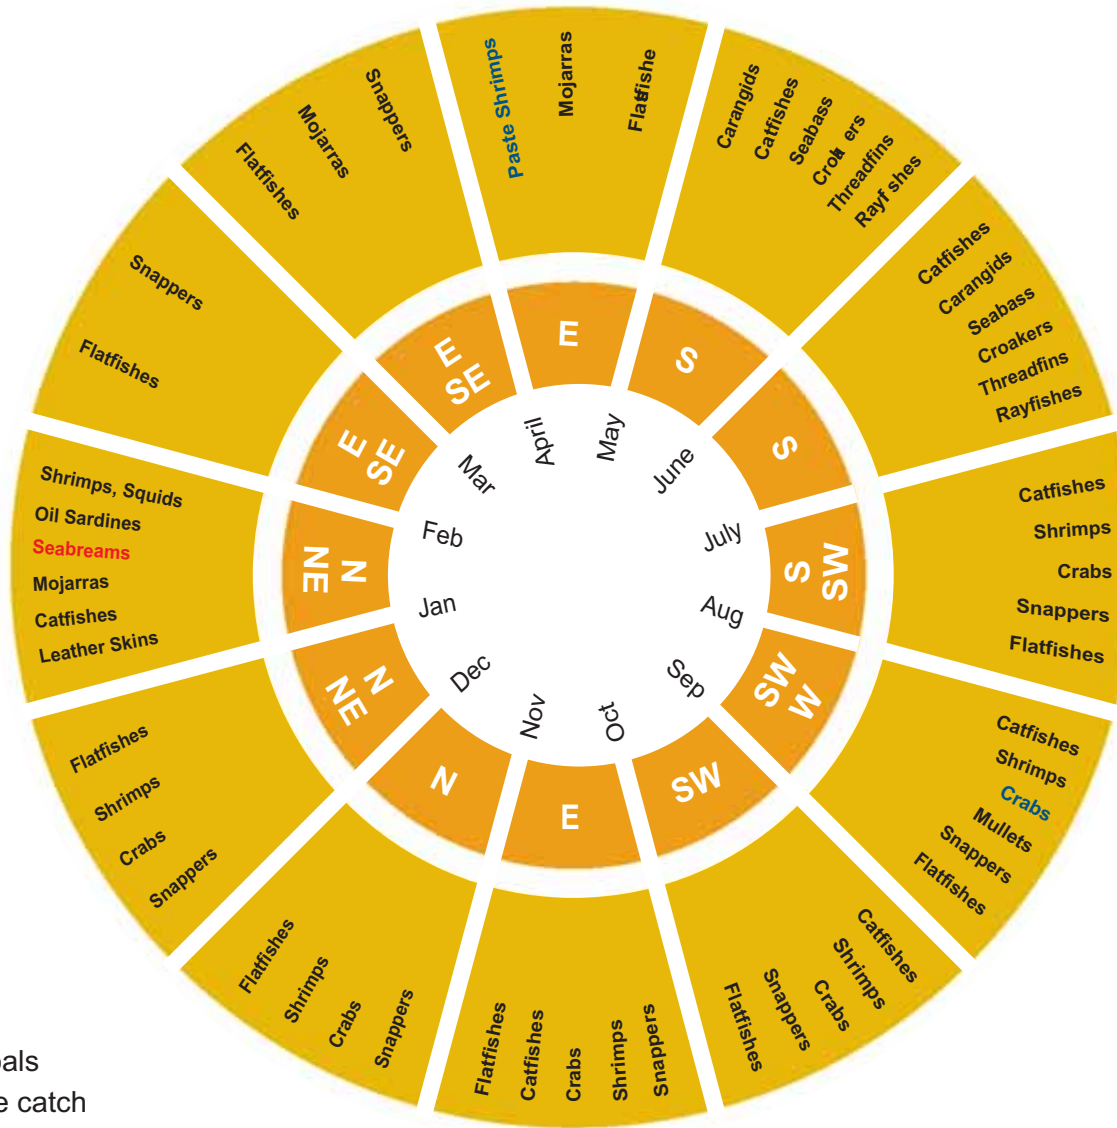 Paste Shrimps
Mojarras
Flatfishe
Carangids
Catfishes
Seabass
Threadfins
Rayf shes
Catfishes
Carangids
Seabass
Croakers
Threadfins
Rayfishes
Catfishes
Shrimps
Crabs
Snappers
Flatfishes
Catfishes
Shrimps
Crabs
Mullets
Snappers
Flatfishes
Catfishes
Shrimps
Crabs
Snappers
Flatfishes
Snappers
Shrimps
Crabs
Catfishes
Flatfishes
Snappers
Crabs
Shrimps
Flatfishes
Snappers
Crabs
Shrimps
Flatfishes
Shrimps, Squids
Oil Sardines
Seabreams
Mojarras
Catfishes
Leather Skins
Snappers
Flatfishes
Flatfishes
Mojarras
Snappers
E
S
S
S
SW
SW
W
SW
E
N
N
NE
N
NE
E
SE
E
SE
April
May
June
July
Aug
Sep
Oct
Nov
Dec
Jan
Feb
Mar
e catch